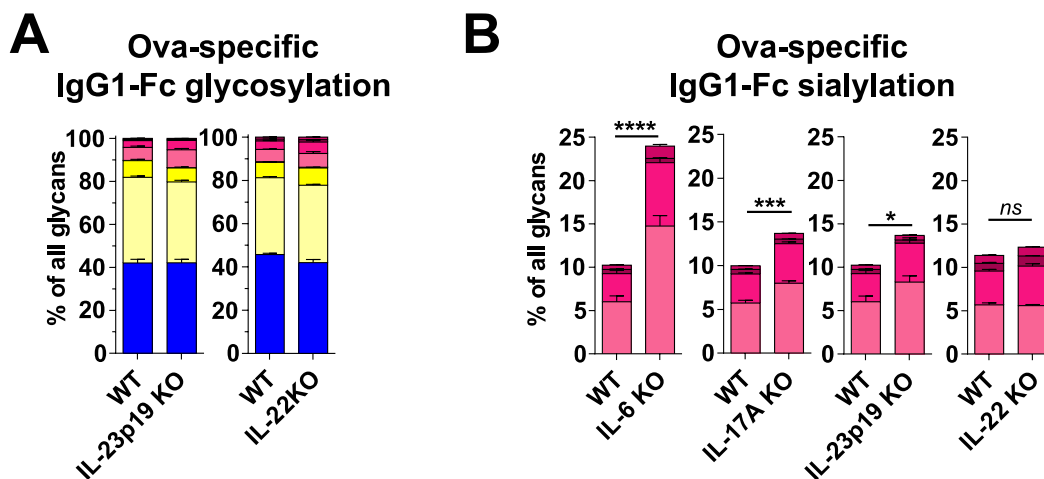 A
Ova-specific
IgG1-Fc glycosylation
% of all glycans
100
80
60
40
20
0
WT
IL-23p19 KO
100
80
60
40
20
0
WT
IL-22KO
B
Ova-specific
IgG1-Fc sialylation
% of all glycans
25
20
15
10
5
0
****
WT
IL-6 KO
25
20
15
10
5
0
***
WT
IL-17A KO
25
20
15
10
5
0
*
WT
IL-23p19 KO
25
20
15
10
5
0
ns
WT
IL-22 KO